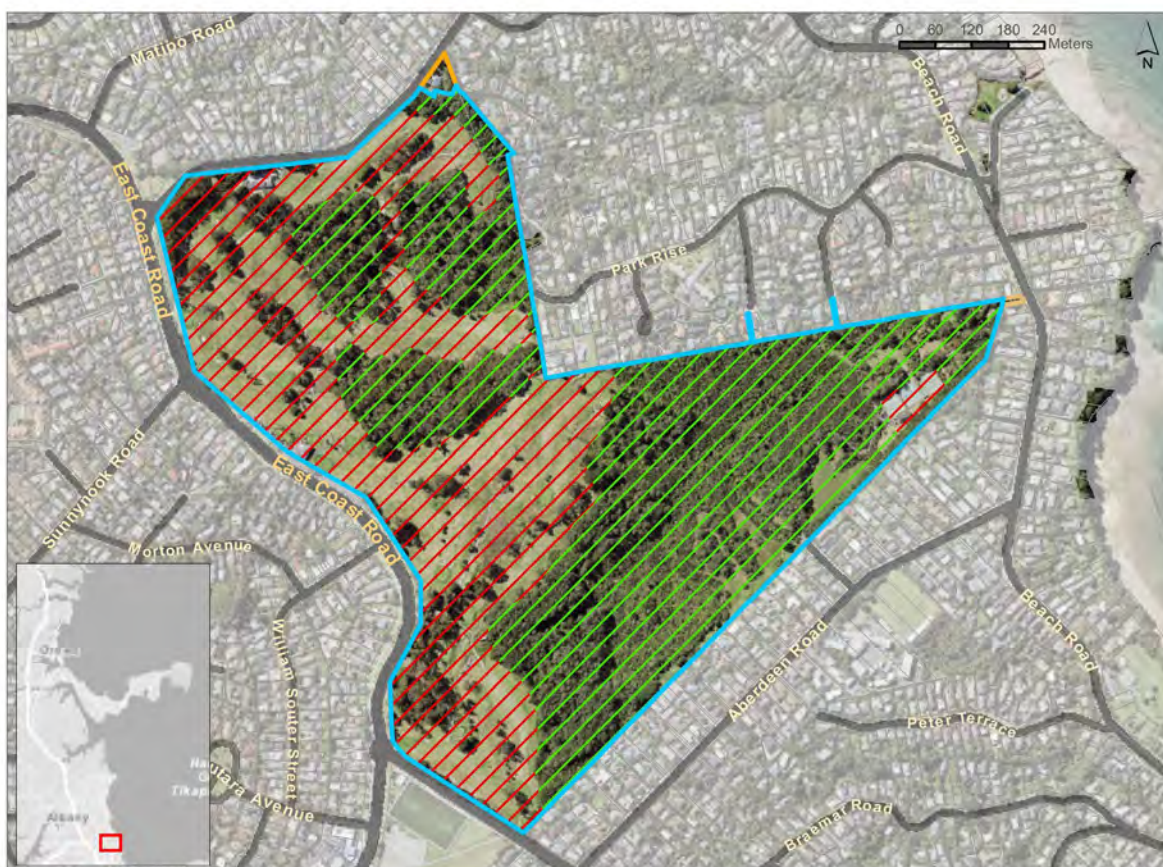 Matipo Road
0 60 120 180 240
Meters
N
Beach Road
East Coast Road
Park Rise
East Coast Road
Sunnynook Road
Morton Avenue
William Souter Street
Aberdeen Road
Beach Road
Peter Terrace
Braemar Road
Albany